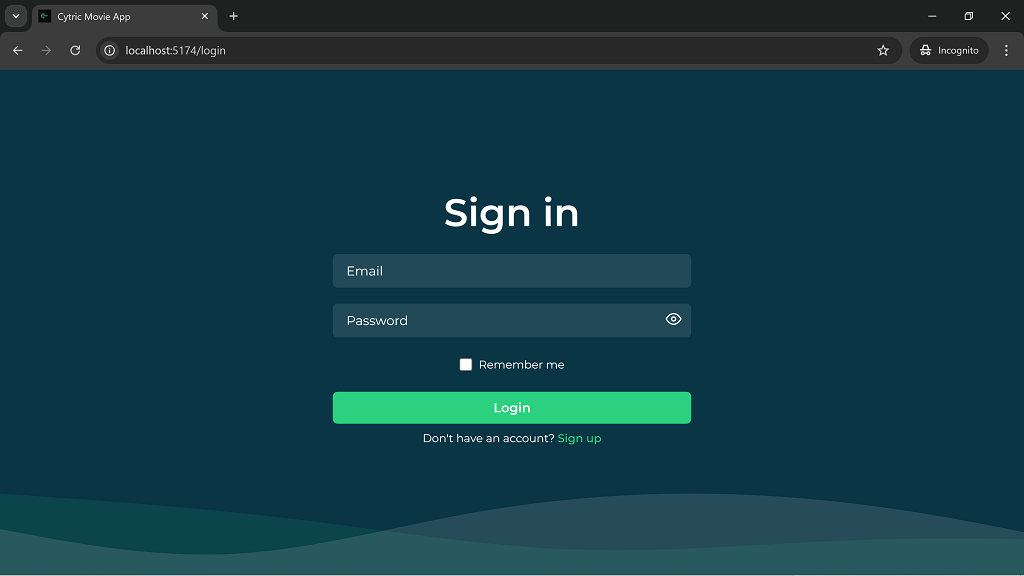 Cytric Movie App
localhost:5174/login
Incognito
Sign in
Email
Password
Remember me
Login
Don't have an account? Sign up